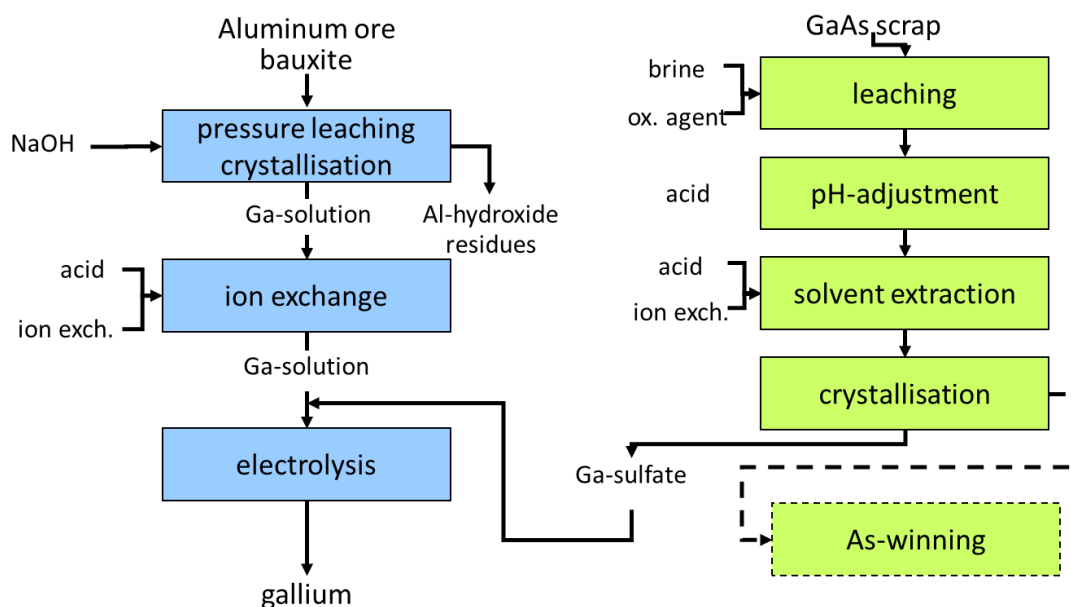 Aluminum ore
bauxite
NaOH
pressure leaching
crystallisation
Ga-solution
Al-hydroxide
residues
acid
ion exch.
ion exchange
Ga-solution
electrolysis
gallium
GaAs scrap
brine
ox. agent
leaching
acid
pH-adjustment
acid
ion exch.
solvent extraction
crystallisation
Ga-sulfate
As-winning